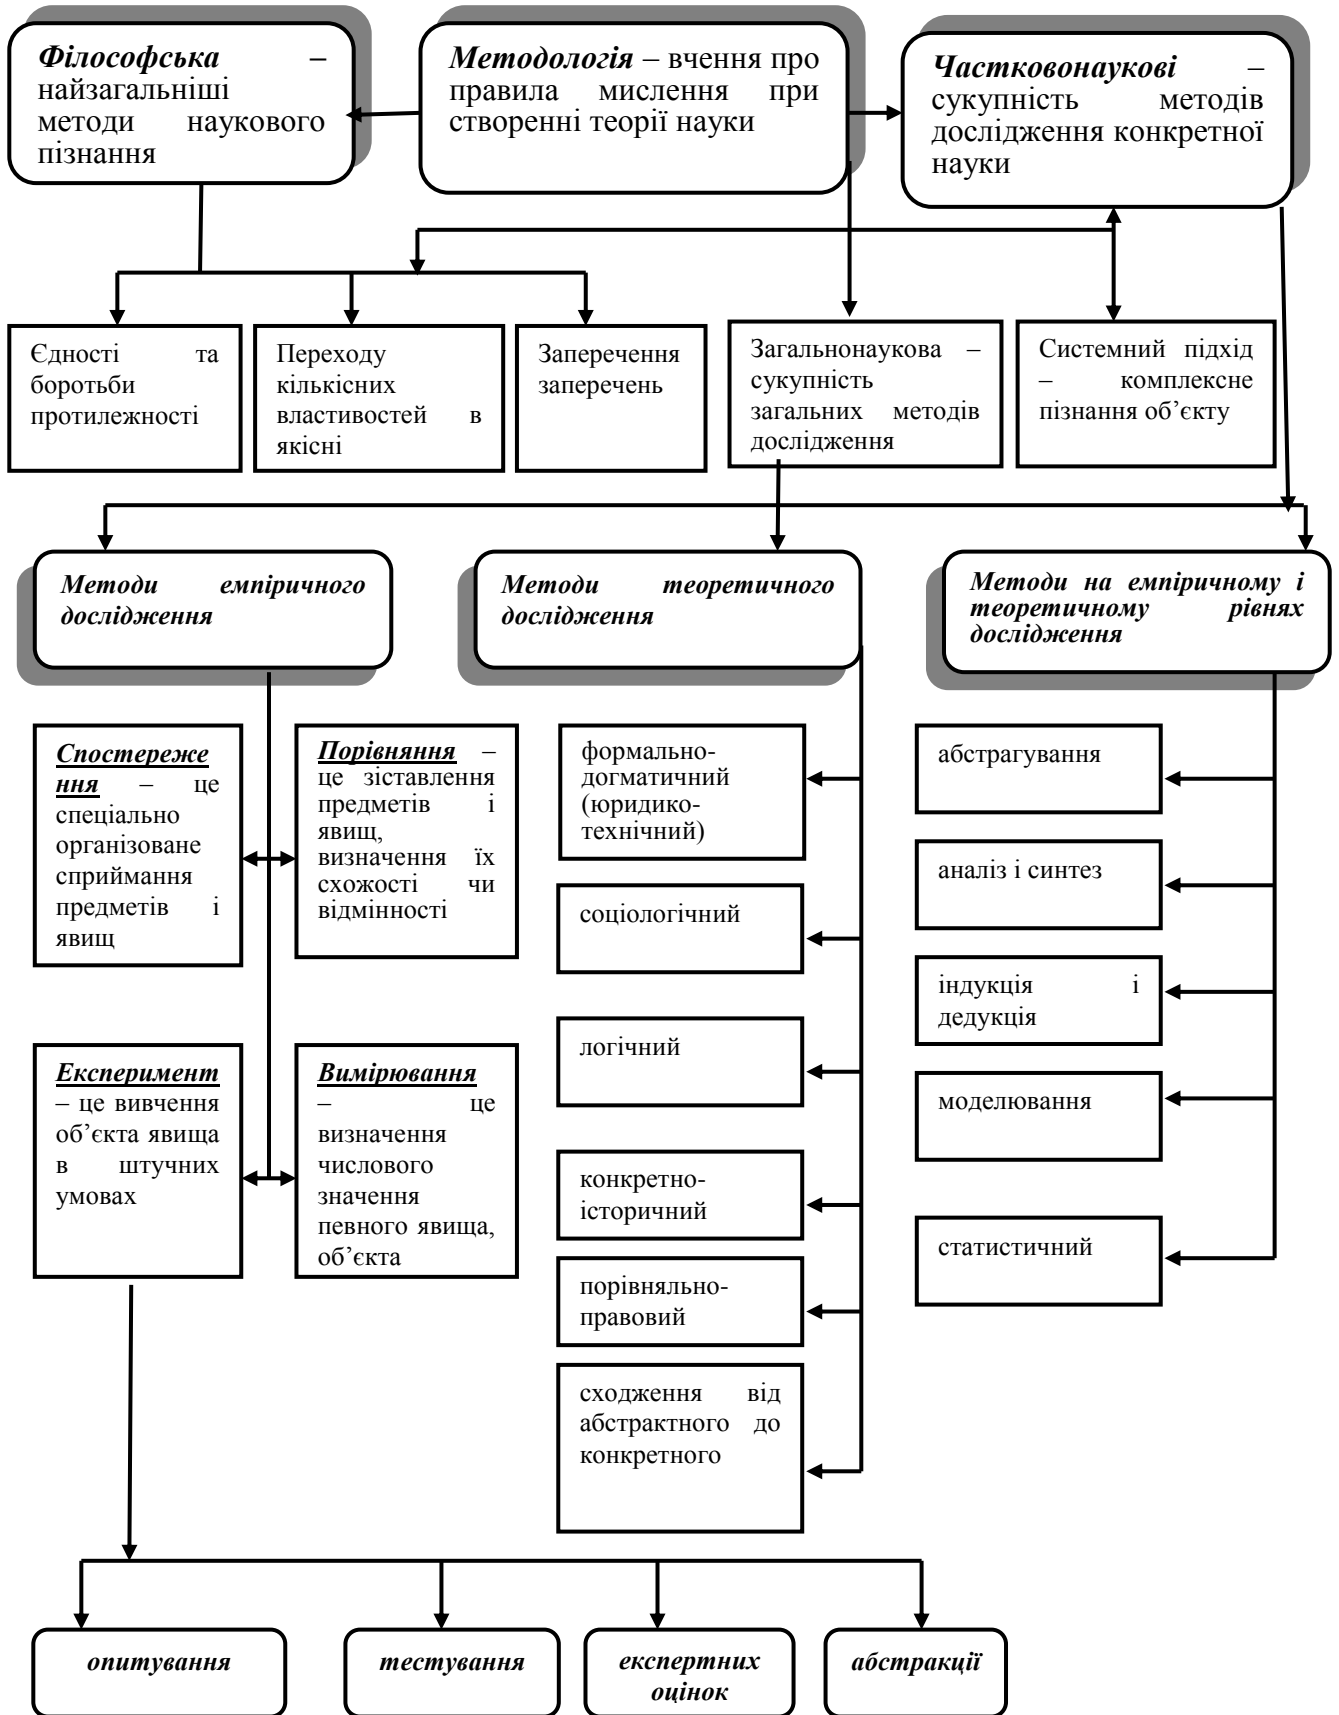 Філософська –
найзагальніші
методи наукового
пізнання
Методологія – вчення про
правила мислення при
створенні теорії науки
Частковонаукові –
сукупність методів
дослідження конкретної
науки
Єдності та
боротьби
протилежності
Переходу
кількісних
властивостей в
якісні
Заперечення
заперечень
Загальнонаукова –
сукупність
загальних методів
дослідження
Системний підхід
– комплексне
пізнання об’єкту
Методи емпіричного
дослідження
Методи теоретичного
дослідження
Методи на емпіричному і
теоретичному рівнях
дослідження
Спостереже
ння – це
спеціально
організоване
сприймання
предметів і
явищ
Порівняння –
це зіставлення
предметів і
явищ,
визначення їх
схожості чи
відмінності
Експеримент
– це вивчення
об’єкта явища
в штучних
умовах
Вимірювання
– це
визначення
числового
значення
певного явища,
об’єкта
формально-
догматичний
(юридико-
технічний)
соціологічний
логічний
конкретно-
історичний
порівняльно-
правовий
сходження від
абстрактного до
конкретного
абстрагування
аналіз і синтез
індукція і
дедукція
моделювання
статистичний
опитування
тестування
експертних
оцінок
абстракції